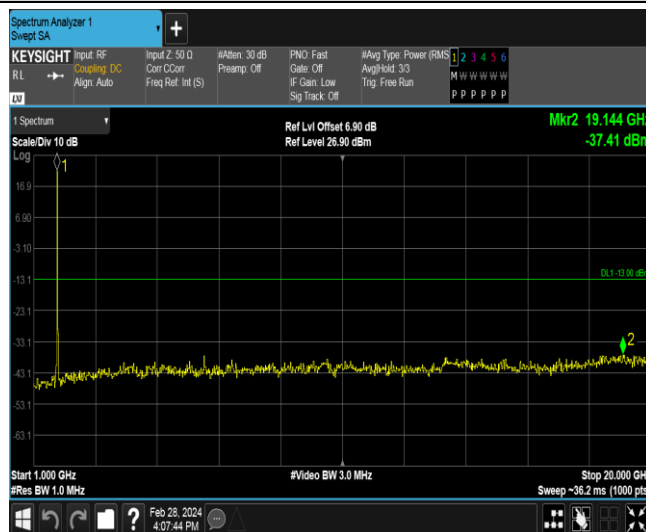 Spectrum Analyzer 1
Swept SA
+
KEYSIGHT Input: RF Input Z: 50 Ω #Atten: 30 dB PNO: Fast #Avg Type: Power (RMS 1 2 3 4 5 6
RL Coupling: DC Corr CCorr Preamp: Off Gate: Off Avg|Hold: 3/3 M W W W W W
Align: Auto Freq Ref: Int (S) IF Gain: Low Trig: Free Run
Sig Track: Off P P P P P P
LXI
1 Spectrum Ref Lvl Offset 6.90 dB Mkr2 19.144 GHz
Scale/Div 10 dB Ref Level 26.90 dBm -37.41 dBm
Log
1
16.9
6.90
-3.10
-13.1 DL1 -13.00 dBm
-23.1
-33.1
2
-43.1
-53.1
-63.1
Start 1.000 GHz #Video BW 3.0 MHz Stop 20.000 GHz
#Res BW 1.0 MHz Sweep ~36.2 ms (1000 pts
? Feb 28, 2024
4:07:44 PM